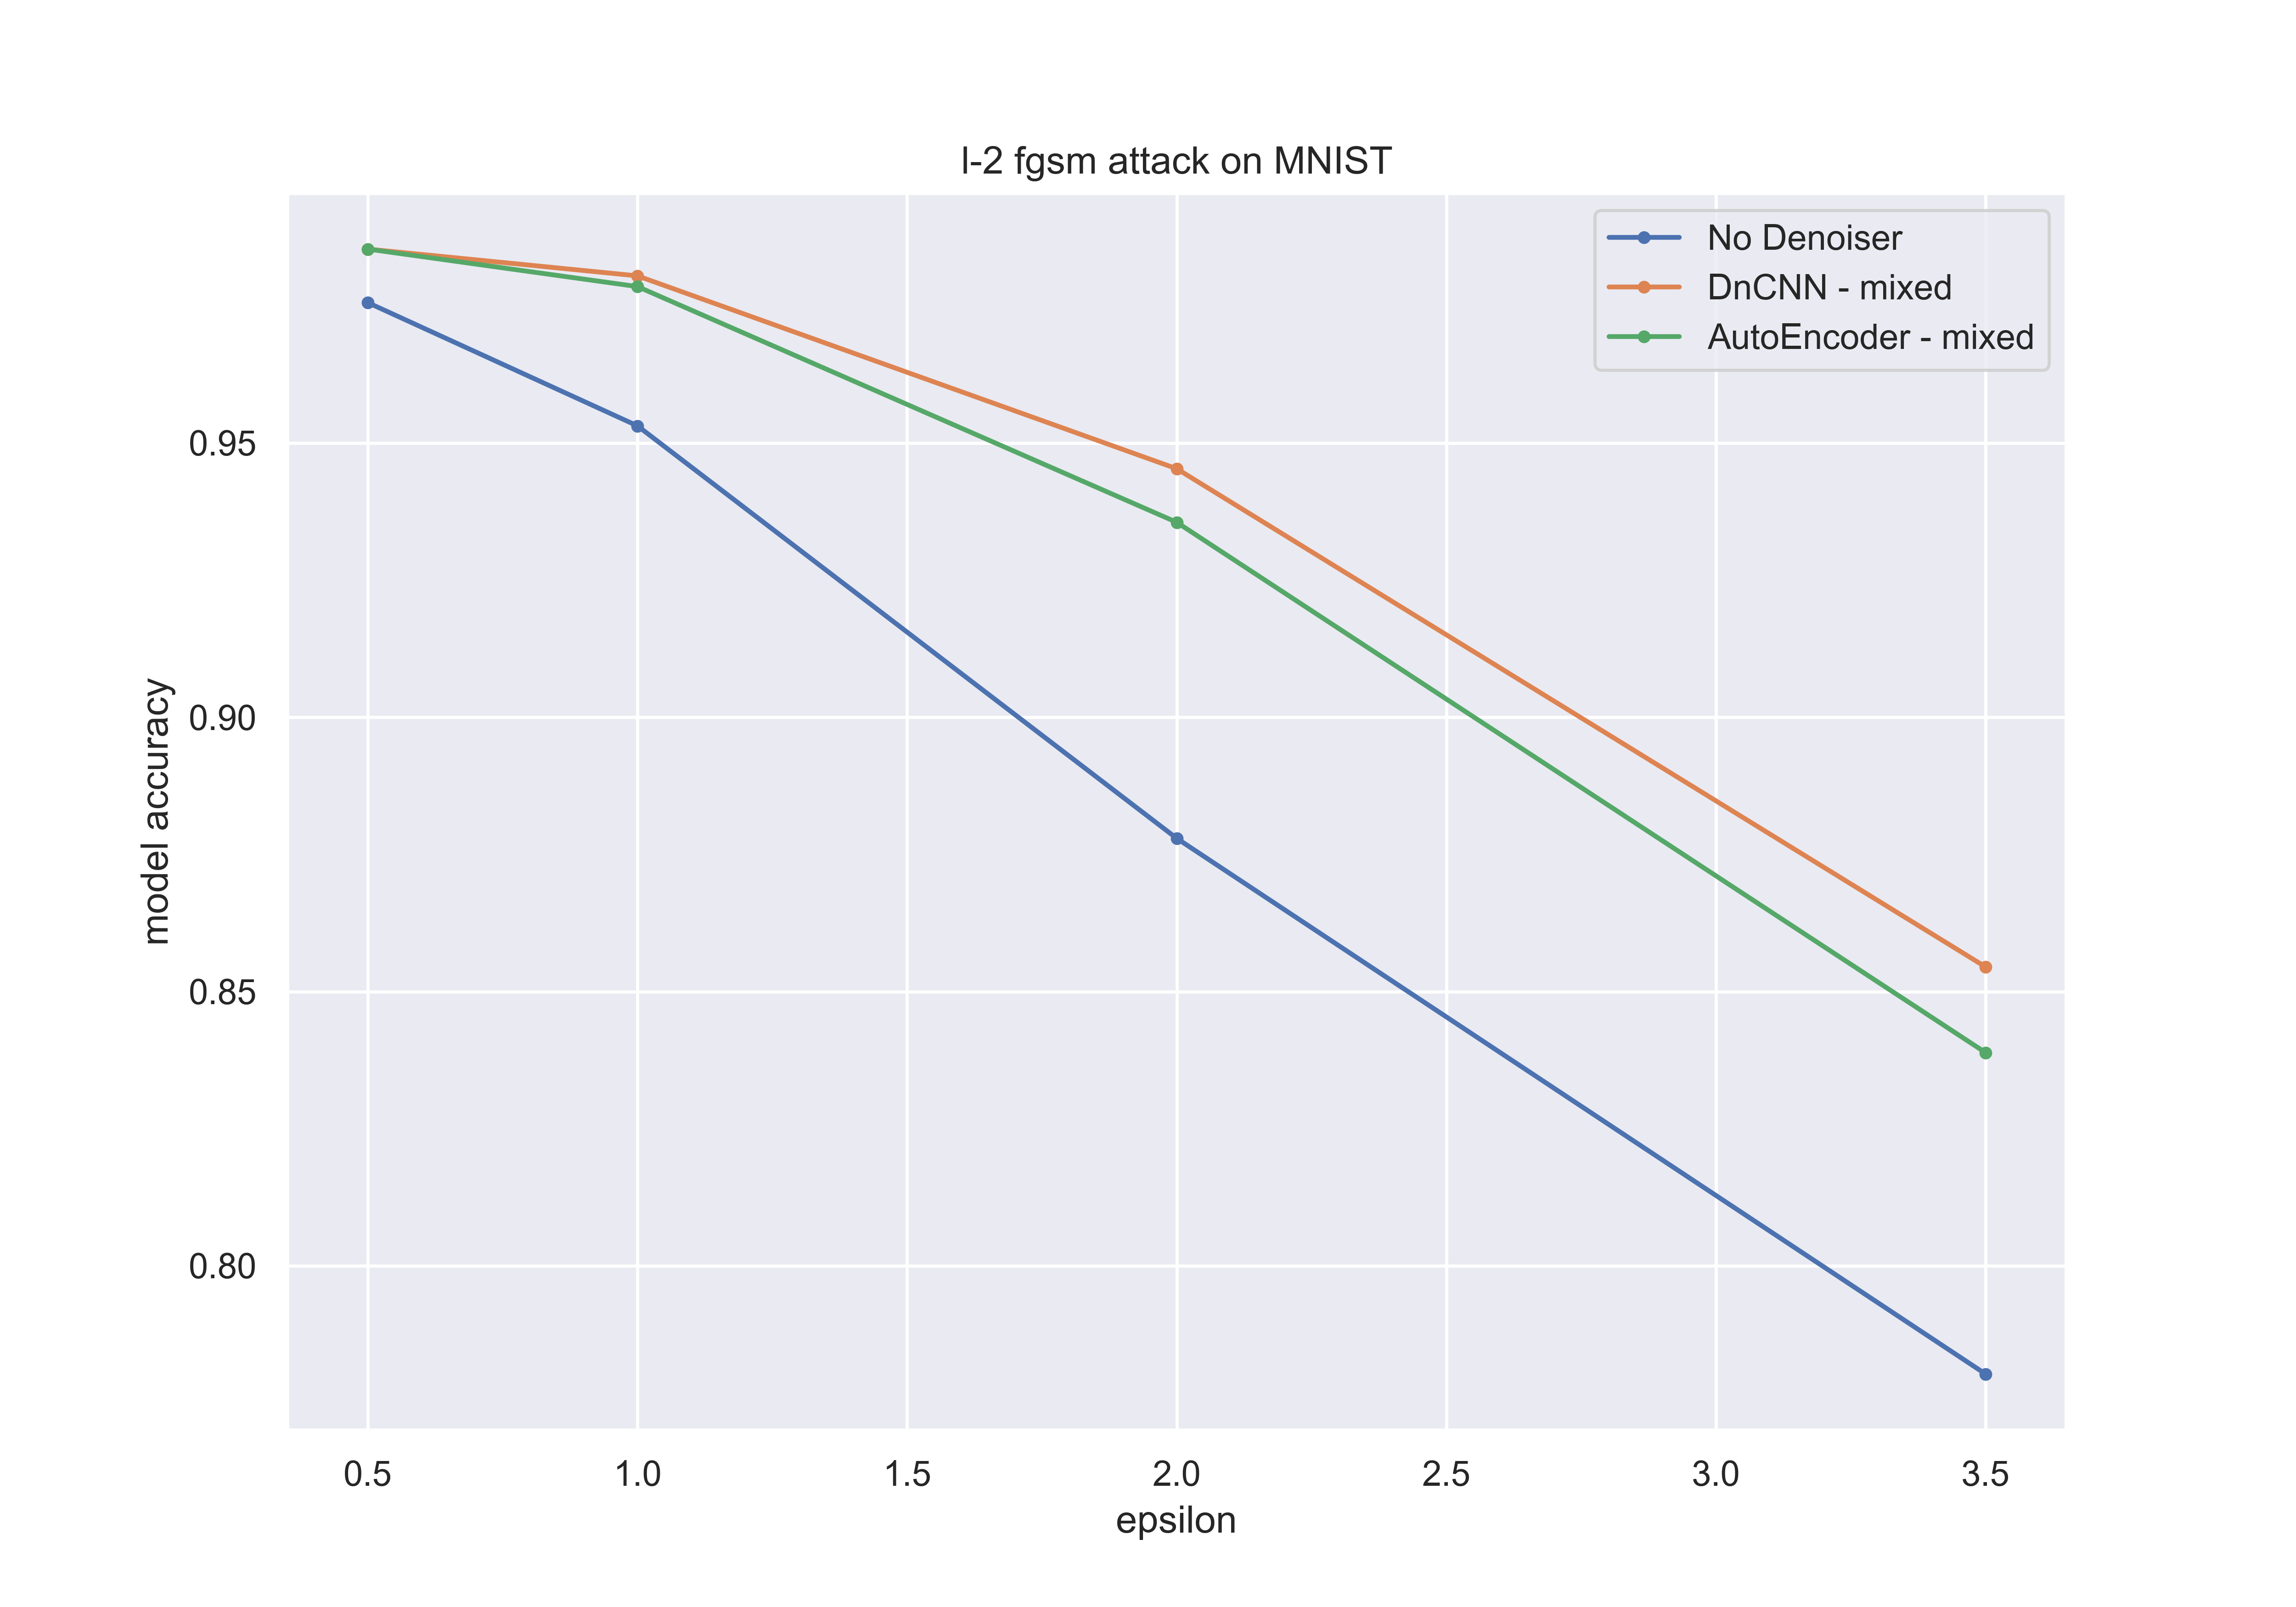 l-2 fgsm attack on MNIST
No Denoiser
DnCNN - mixed
AutoEncoder - mixed
model accuracy
0.95
0.90
0.85
0.80
0.5 1.0 1.5 2.0 2.5 3.0 3.5
epsilon